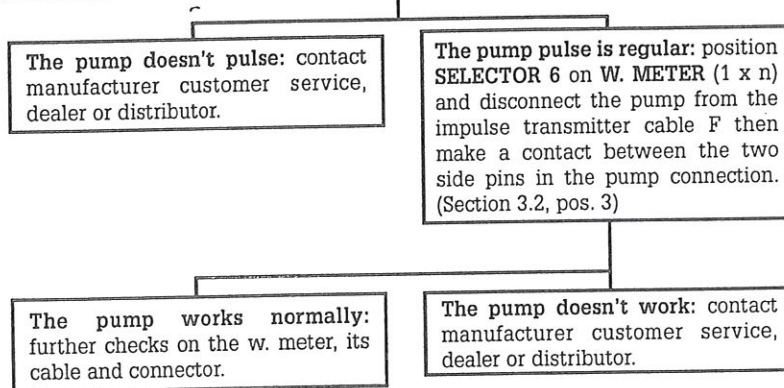 The pump doesn't pulse: contact
manufacturer customer service,
dealer or distributor.
The pump pulse is regular: position
SELECTOR 6 on W. METER (1 x n)
and disconnect the pump from the
impulse transmitter cable F then
make a contact between the two
side pins in the pump connection.
(Section 3.2, pos. 3)
The pump works normally:
further checks on the w. meter, its
cable and connector.
The pump doesn't work: contact
manufacturer customer service,
dealer or distributor.